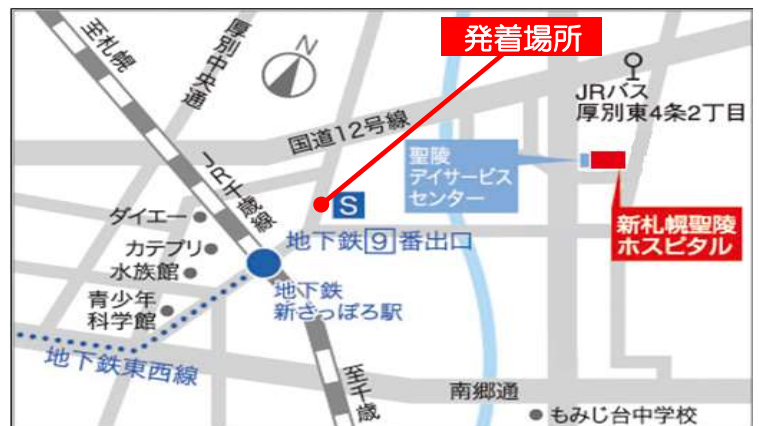 至札幌
厚別中央通
N
発着場所
JRバス
厚別東4条2丁目
国道12号線
聖陵
デイサービス
センター
JR千歳線
ダイエー
S
新札幌聖陵
ホスピタル
カテプリ
地下鉄9番出口
水族館
青少年
科学館
地下鉄
新さっぽろ駅
地下鉄東西線
至千歳
南郷通
もみじ台中学校